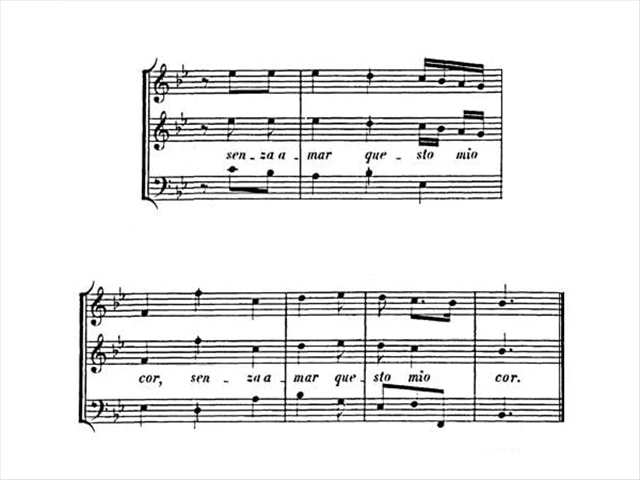 sen - za a - mar que - sto mio
cor, sen - za a - mar que - sto mio cor.